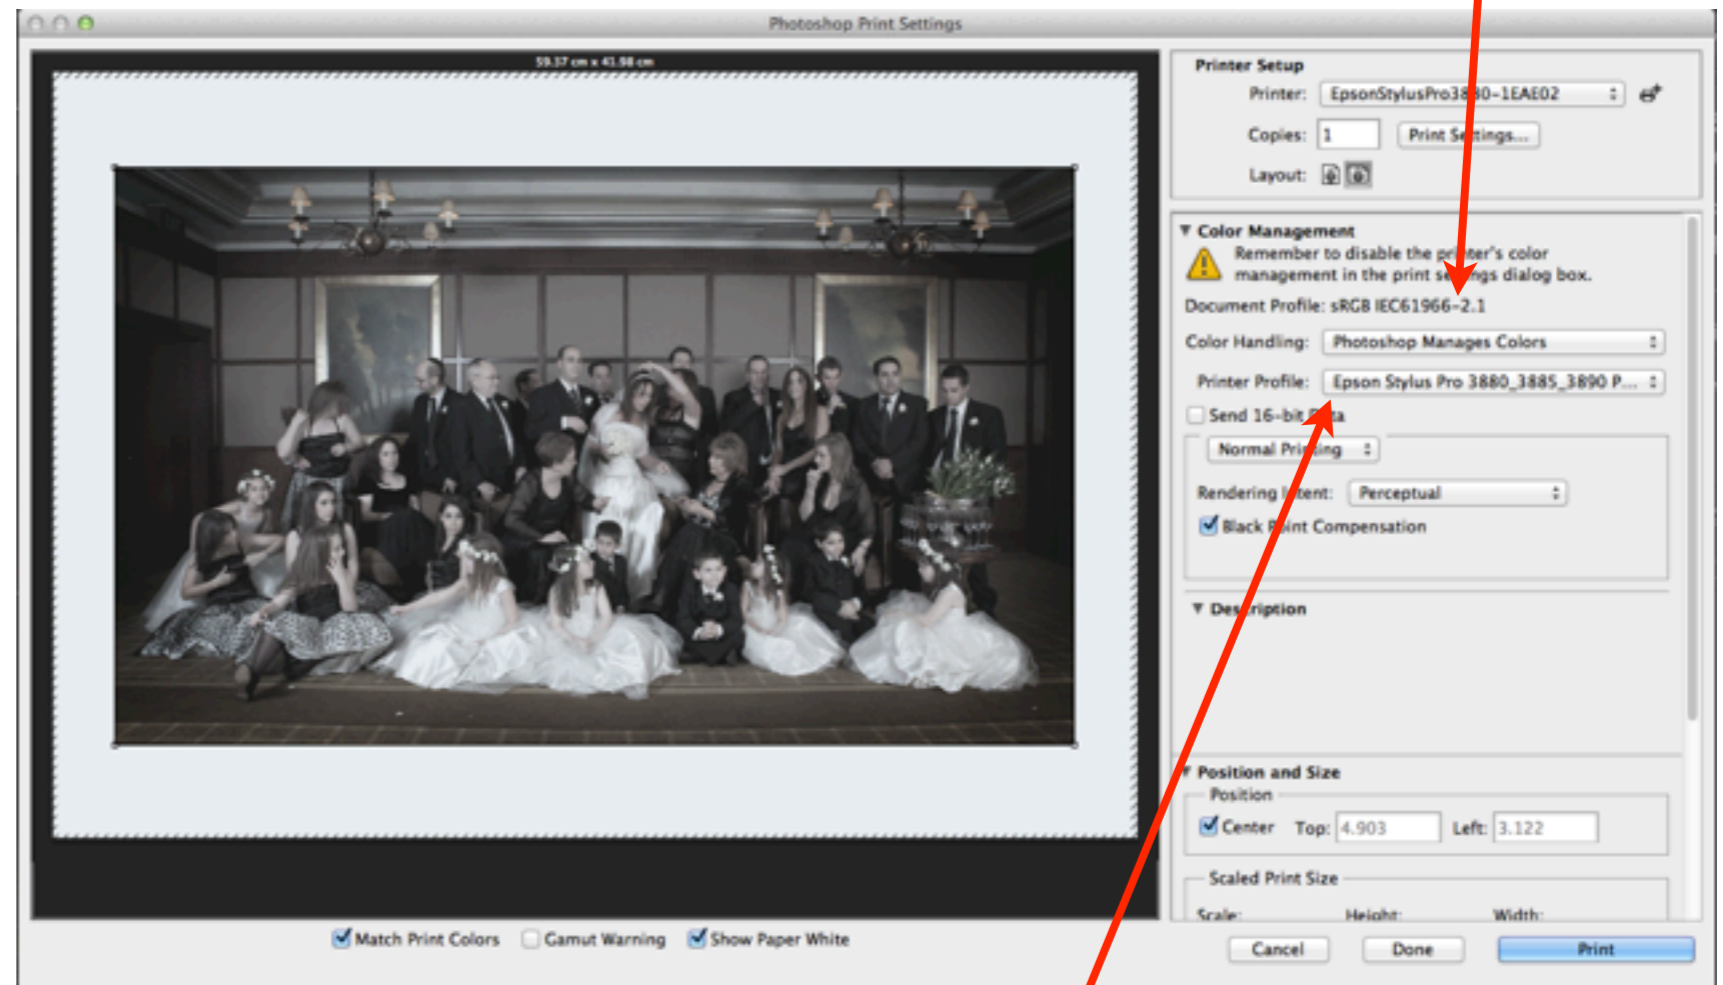 Photoshop Print Settings
59.37 cm x 41.98 cm
Printer Setup
Printer: EpsonStylusPro3880-1EAE02
Copies: 1 Print Settings...
Layout:
Color Management
Remember to disable the printer's color
management in the print settings dialog box.
Document Profile: sRGB IEC61966-2.1
Color Handling: Photoshop Manages Colors
Printer Profile: Epson Stylus Pro 3880_3885_3890 P...
Send 16-bit Data
Normal Printing
Rendering Intent: Perceptual
Black Point Compensation
Description
Position and Size
Position
Center Top: 4.903 Left: 3.122
Scaled Print Size
Scale: Height: Width:
Match Print Colors Gamut Warning Show Paper White
Cancel Done Print